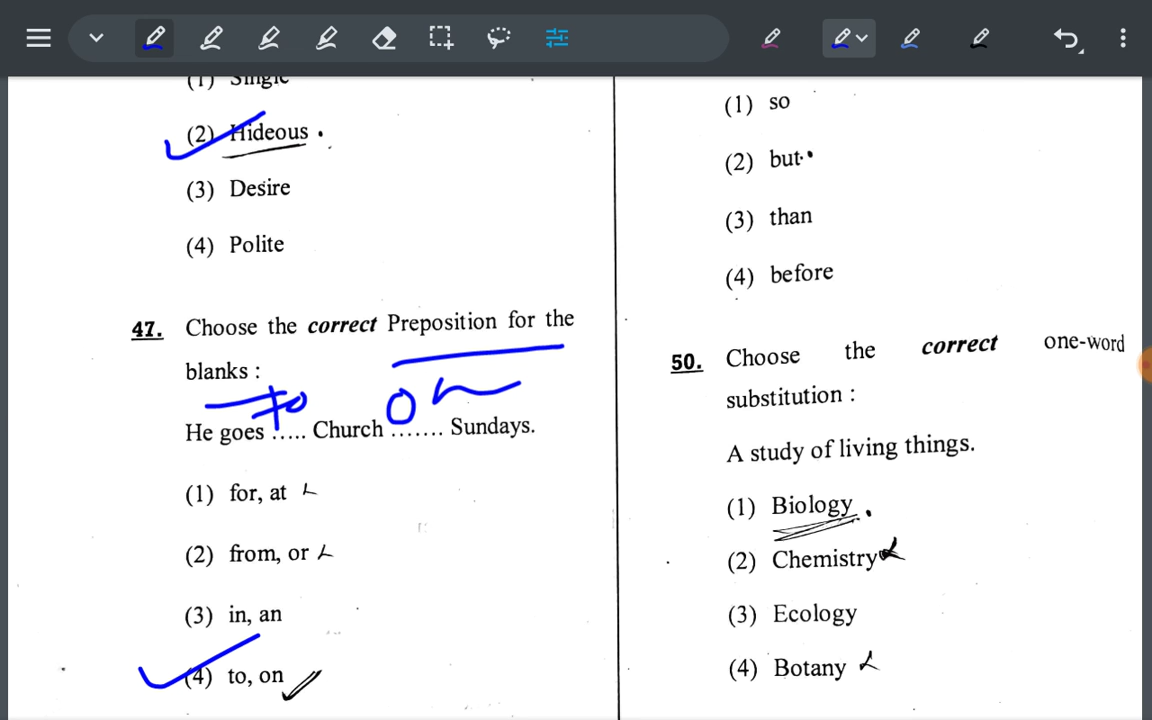 (1) Single
(2) Hideous
(3) Desire
(4) Polite
47. Choose the correct Preposition for the
blanks :
to on
He goes ..... Church ....... Sundays.
(1) for, at
(2) from, or
(3) in, an
(4) to, on
(1) so
(2) but
(3) than
(4) before
50. Choose the correct one-word
substitution :
A study of living things.
(1) Biology
(2) Chemistry
(3) Ecology
(4) Botany